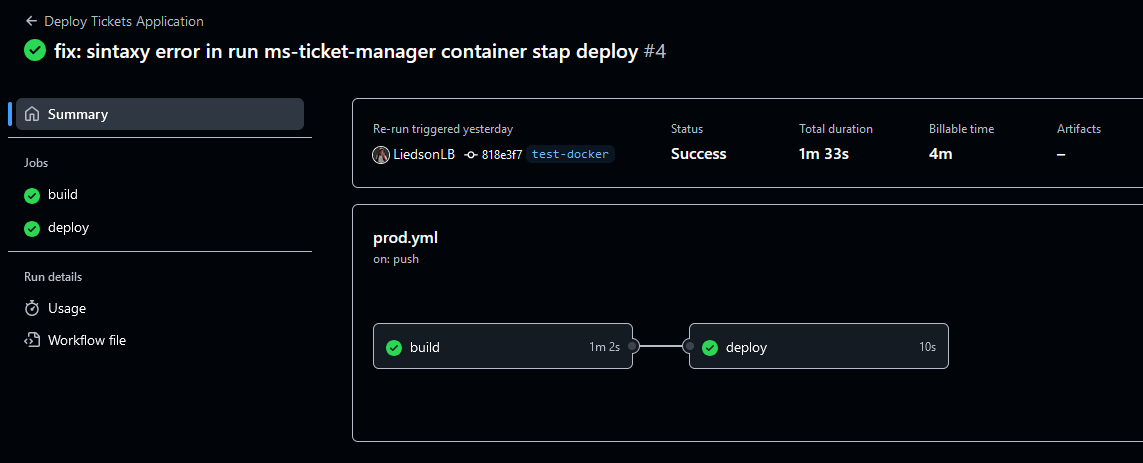 Deploy Tickets Application
fix: sintaxy error in run ms-ticket-manager container stap deploy #4
Summary
Jobs
build
deploy
Run details
Usage
Workflow file
Re-run triggered yesterday
LiedsonLB 818e3f7 test-docker
Status
Success
Total duration
1m 33s
Billable time
4m
Artifacts
–
prod.yml
on: push
build 1m 2s
deploy 10s